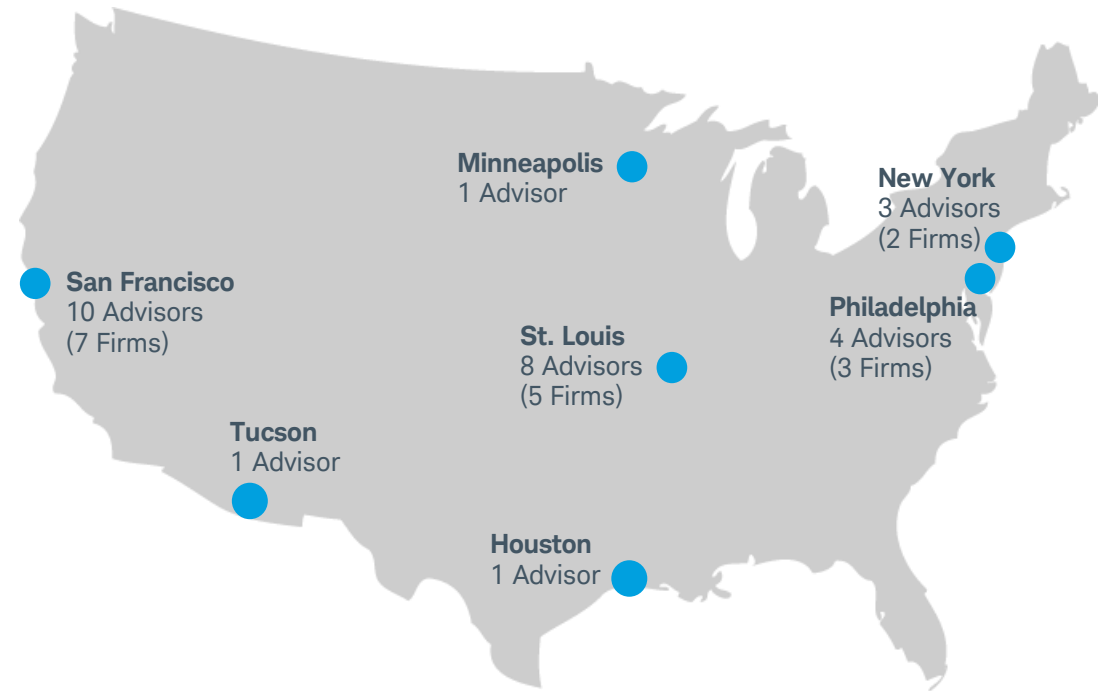 Minneapolis
1 Advisor
New York
3 Advisors
(2 Firms)
San Francisco
10 Advisors
(7 Firms)
Philadelphia
4 Advisors
(3 Firms)
St. Louis
8 Advisors
(5 Firms)
Tucson
1 Advisor
Houston
1 Advisor